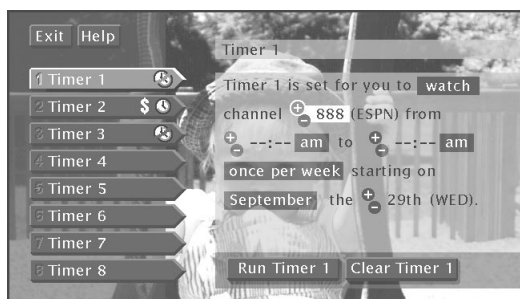 Exit Help
Timer 1
1 Timer 1
2 Timer 2 $
3 Timer 3
4 Timer 4
5 Timer 5
6 Timer 6
7 Timer 7
8 Timer 8
Timer 1 is set for you to watch
channel + - 888 (ESPN) from
+ - --:-- am to + - --:-- am
once per week starting on
September the + - 29th (WED).
Run Timer 1 Clear Timer 1